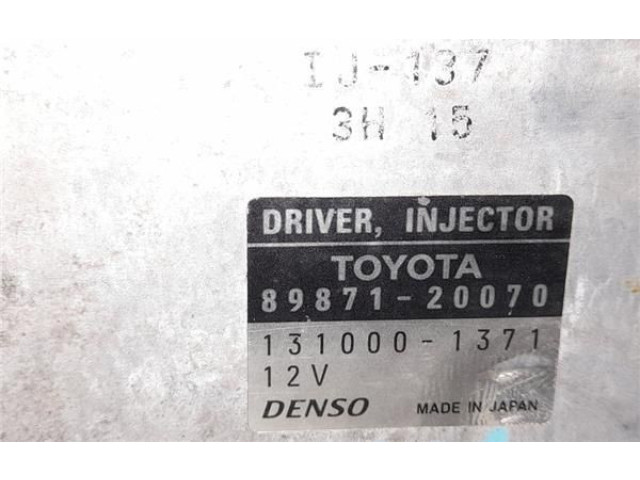 IJ-137
3H 15
DRIVER, INJECTOR
TOYOTA
89871-20070
131000-1371
12V
DENSO MADE IN JAPAN